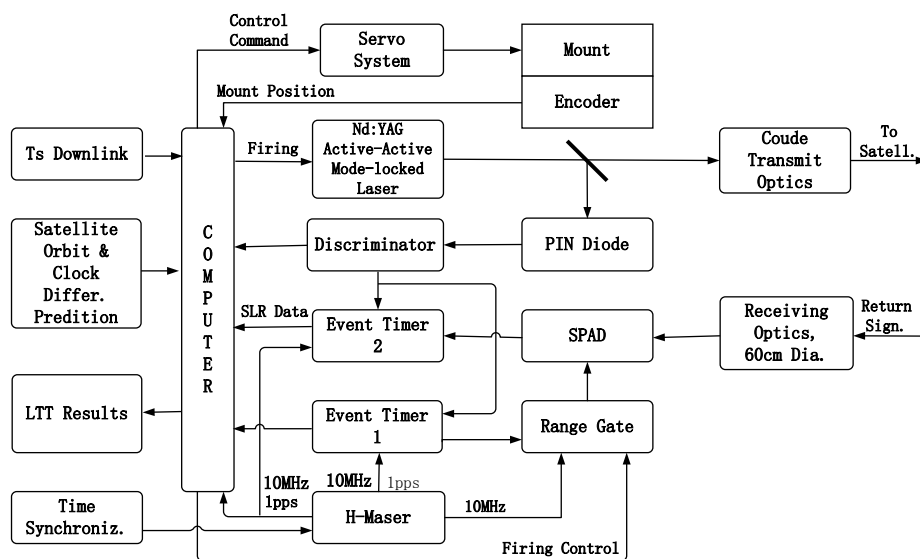 Control
Command
Servo
System
Mount
Encoder
Mount Position
Ts Downlink
Firing
Nd:YAG
Active-Active
Mode-locked
Laser
Coude
Transmit
Optics
To
Satell.
Satellite
Orbit &
Clock
Differ.
Predition
COMPUTER
Discriminator
PIN Diode
SLR Data
Event Timer
2
SPAD
Receiving
Optics,
60cm Dia.
Return
Sign.
LTT Results
Event Timer
1
Range Gate
10MHz
1pps
10MHz
1pps
Time
Synchroniz.
H-Maser
10MHz
Firing Control